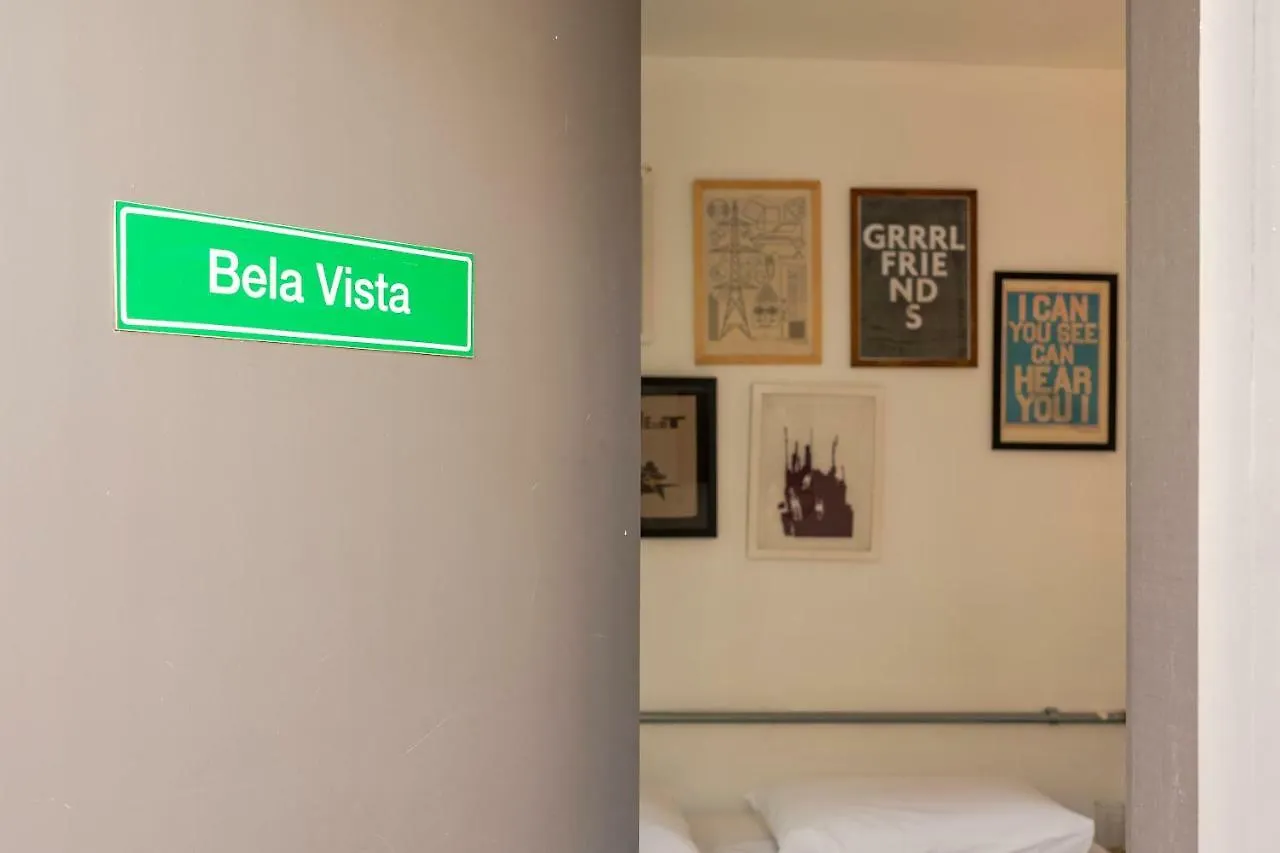 Bela Vista
GRRRL
FRIE
ND
S
I CAN
YOU SEE
CAN
HEAR
YOU I